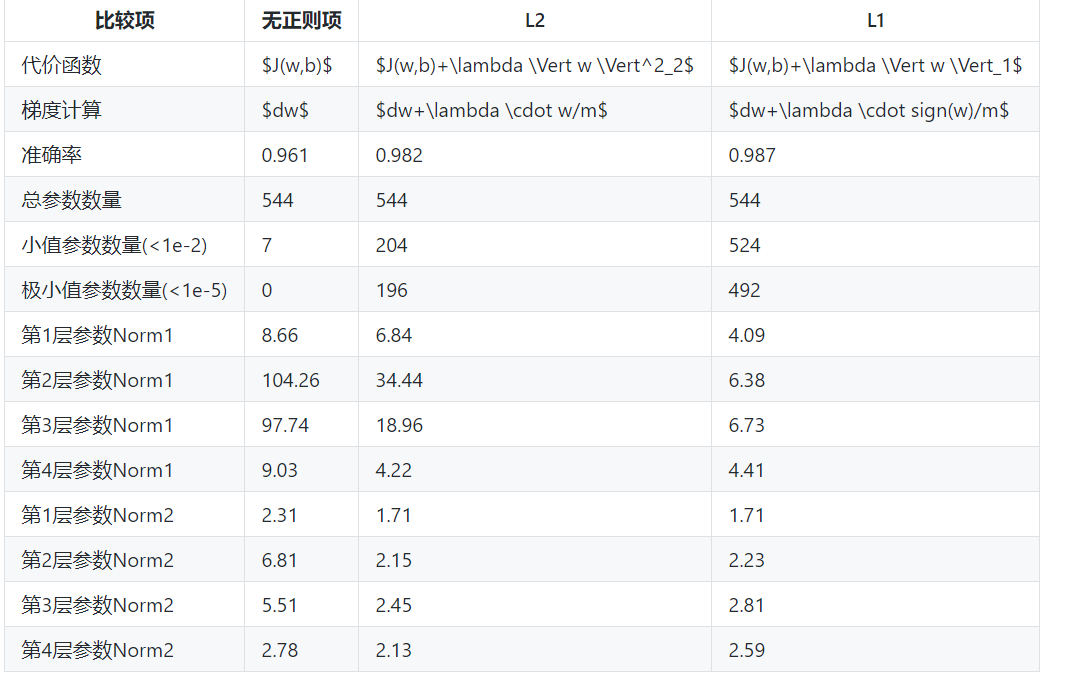 比较项 无正则项 L2 L1
代价函数 $J(w,b)$ $J(w,b)+\lambda \Vert w \Vert^2_2$ $J(w,b)+\lambda \Vert w \Vert_1$
梯度计算 $dw$ $dw+\lambda \cdot w/m$ $dw+\lambda \cdot sign(w)/m$
准确率 0.961 0.982 0.987
总参数数量 544 544 544
小值参数数量(<1e-2) 7 204 524
极小值参数数量(<1e-5) 0 196 492
第1层参数Norm1 8.66 6.84 4.09
第2层参数Norm1 104.26 34.44 6.38
第3层参数Norm1 97.74 18.96 6.73
第4层参数Norm1 9.03 4.22 4.41
第1层参数Norm2 2.31 1.71 1.71
第2层参数Norm2 6.81 2.15 2.23
第3层参数Norm2 5.51 2.45 2.81
第4层参数Norm2 2.78 2.13 2.59